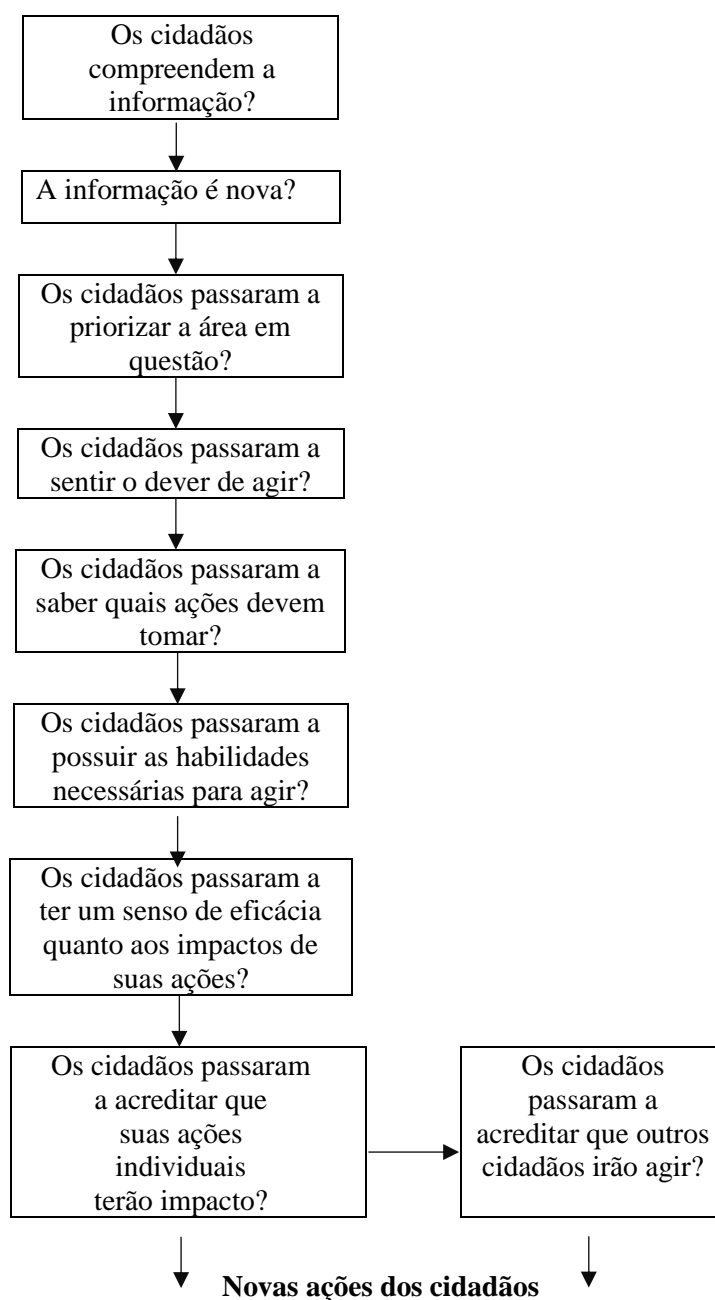 Os cidadãos
compreendem a
informação?
A informação é nova?
Os cidadãos passaram a
priorizar a área em
questão?
Os cidadãos passaram a
sentir o dever de agir?
Os cidadãos passaram a
saber quais ações devem
tomar?
Os cidadãos passaram a
possuir as habilidades
necessárias para agir?
Os cidadãos passaram a
ter um senso de eficácia
quanto aos impactos de
suas ações?
Os cidadãos passaram
a acreditar que
suas ações
individuais
terão impacto?
Os cidadãos
passaram a
acreditar que outros
cidadãos irão agir?
Novas ações dos cidadãos